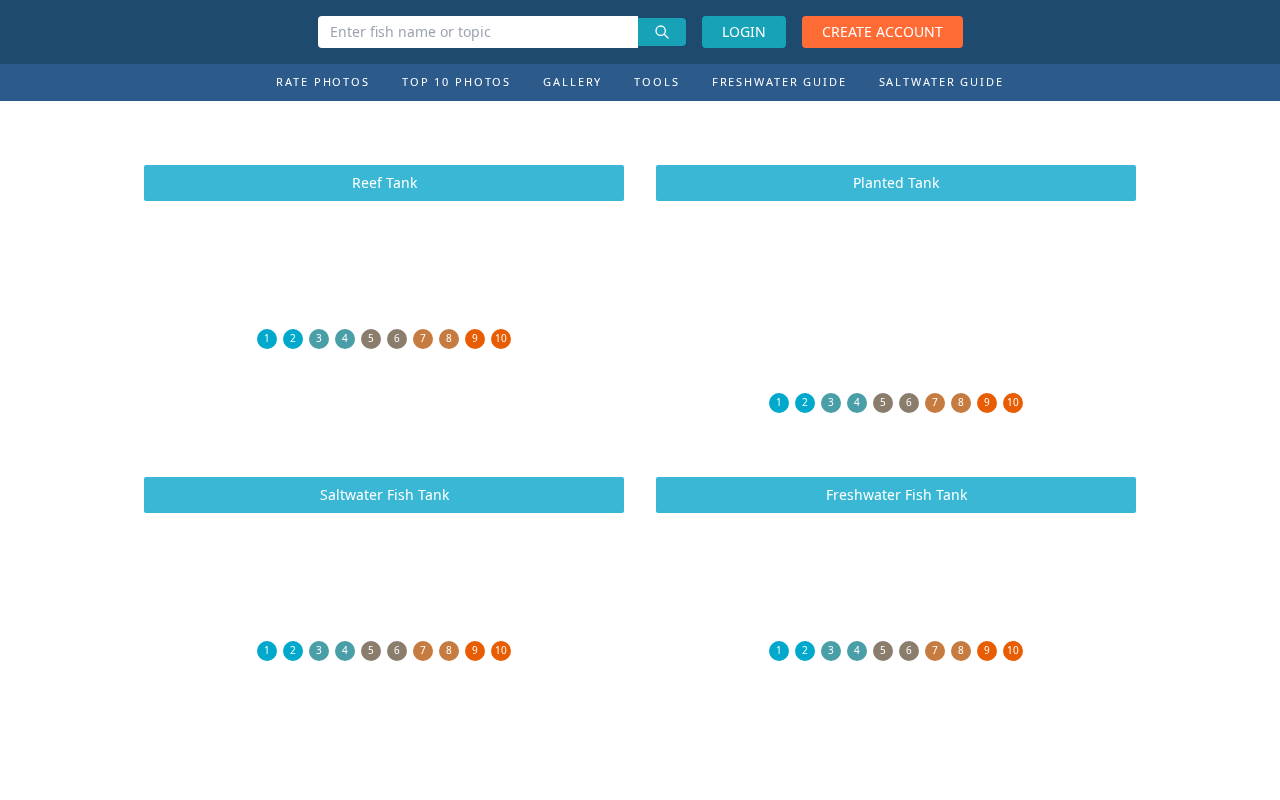 Enter fish name or topic
LOGIN
CREATE ACCOUNT
RATE PHOTOS
TOP 10 PHOTOS
GALLERY
TOOLS
FRESHWATER GUIDE
SALTWATER GUIDE
Reef Tank
1 2 3 4 5 6 7 8 9 10
Planted Tank
1 2 3 4 5 6 7 8 9 10
Saltwater Fish Tank
1 2 3 4 5 6 7 8 9 10
Freshwater Fish Tank
1 2 3 4 5 6 7 8 9 10